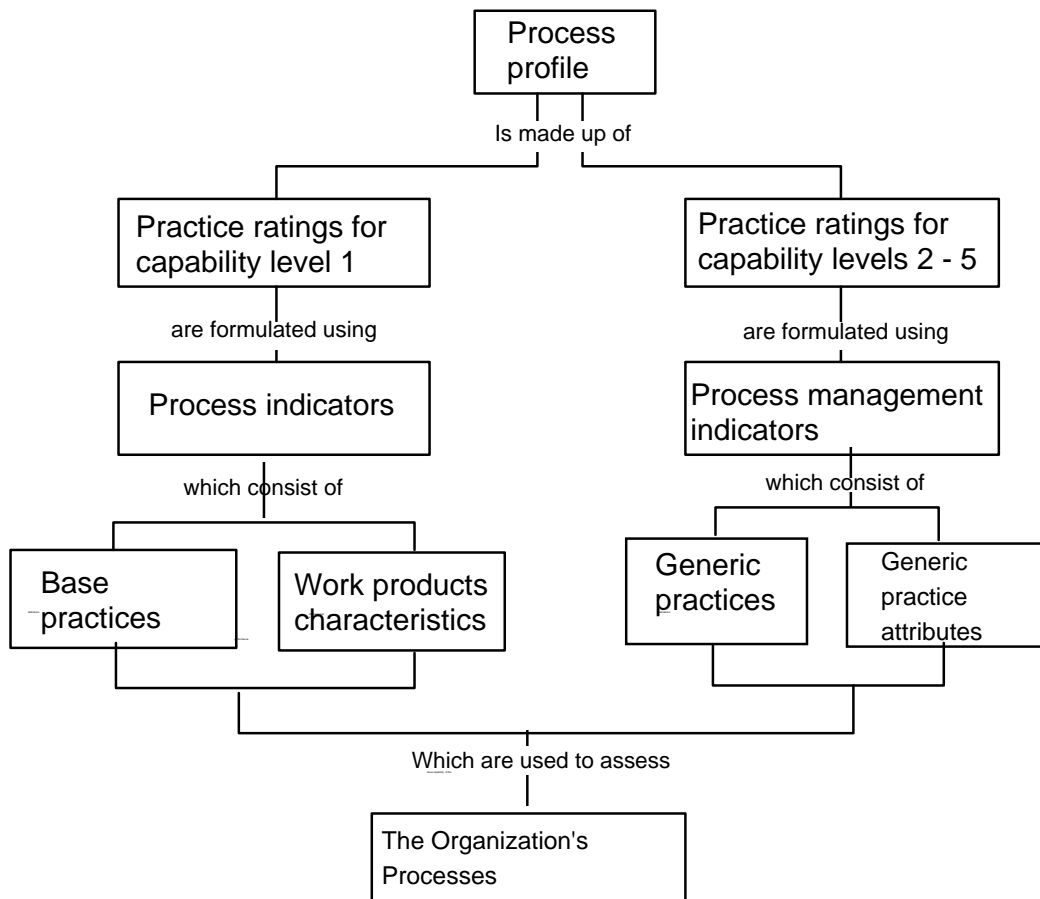 Process
profile
Is made up of
Practice ratings for
capability level 1
Practice ratings for
capability levels 2 - 5
are formulated using
are formulated using
Process indicators
Process management
indicators
which consist of
which consist of
Base
practices
Work products
characteristics
Generic
practices
Generic
practice
attributes
Which are used to assess
The Organization's
Processes